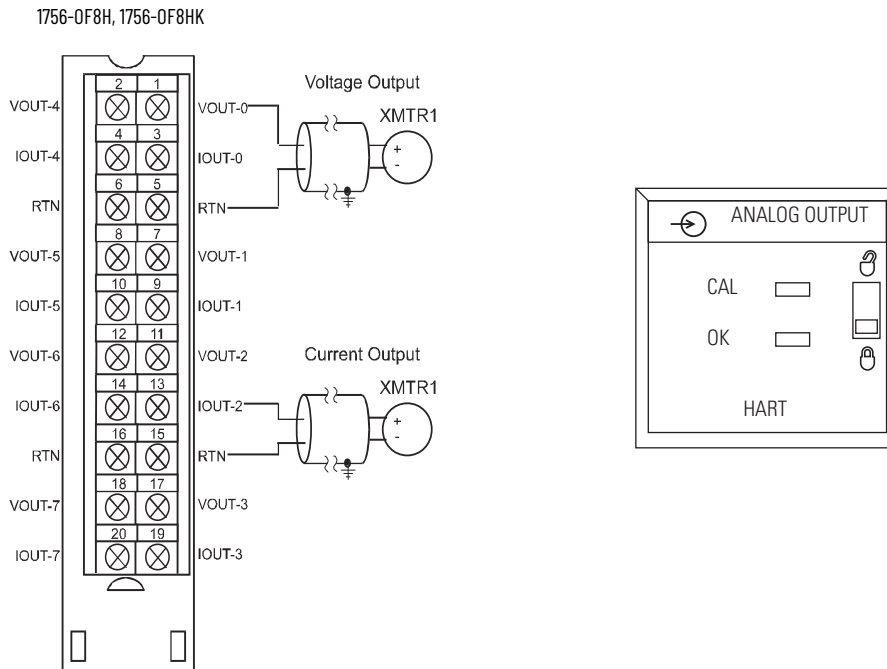 1756-OF8H, 1756-OF8HK
Voltage Output
XMTR1
+
-
2 1
VOUT-4 VOUT-0
4 3
IOUT-4 IOUT-0
6 5
RTN RTN
8 7
VOUT-5 VOUT-1
10 9
IOUT-5 IOUT-1
12 11
VOUT-6 VOUT-2
Current Output
XMTR1
+
-
14 13
IOUT-6 IOUT-2
16 15
RTN RTN
18 17
VOUT-7 VOUT-3
20 19
IOUT-7 IOUT-3
ANALOG OUTPUT
CAL
OK
HART